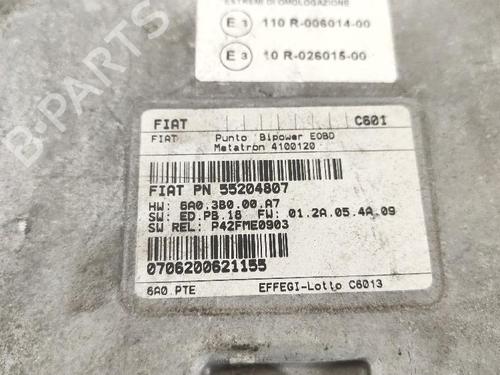 ESTREMI DI OMOLOGAZIONE
E 1 110 R-006014-00
E 3 10 R-026015-00
FIAT C601
FIAT Punto Bipower EOBD
Metatron 4100120
FIAT PN 55204807
HW: 6A0.3B0.00.A7
SW: ED.PB.18 FW: 01.2A.05.4A.09
SW REL: P42FME0903
0706200621155
6A0.PTE EFFEGI-Lotto C6013
B-Parts